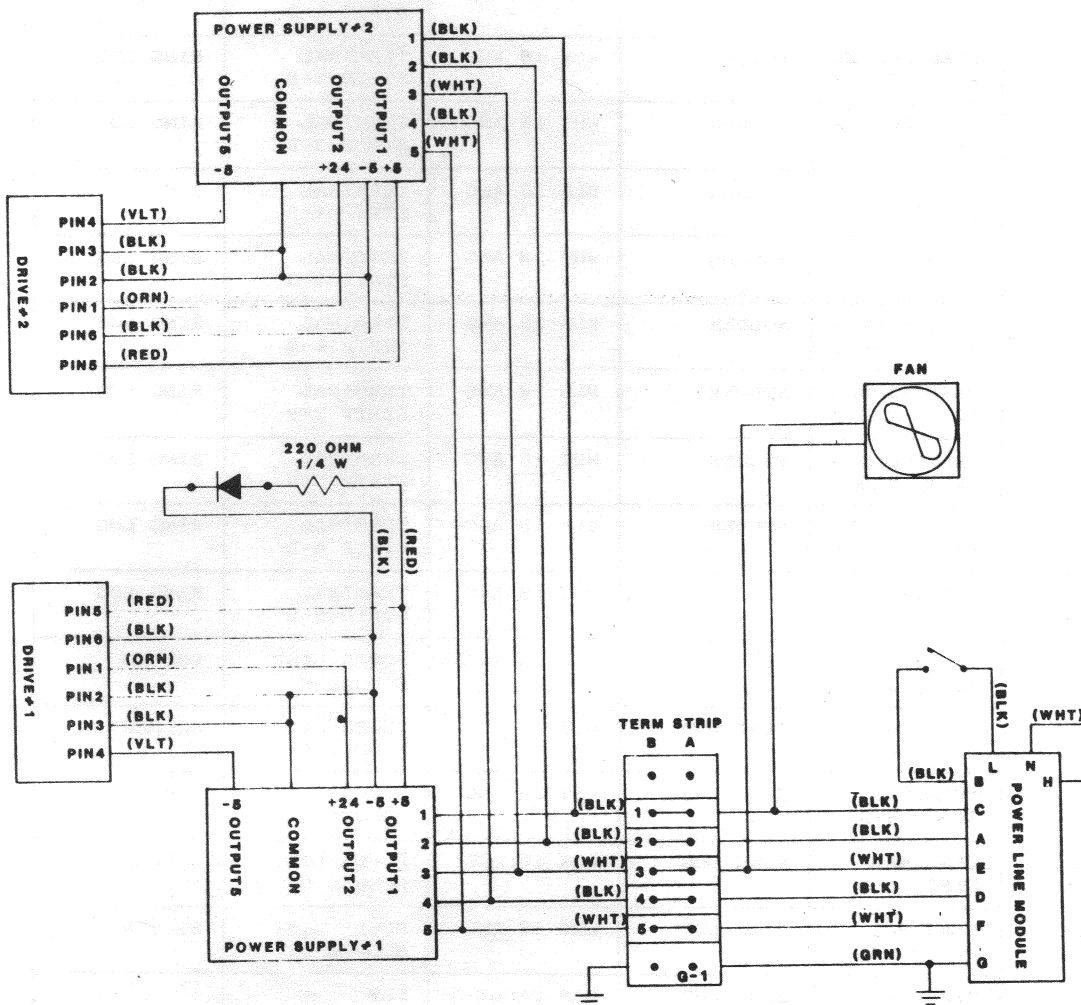 POWER SUPPLY#2
1 (BLK)
2 (BLK)
3 (WHT)
4 (BLK)
5 (WHT)
OUTPUT5
COMMON
OUTPUT2
OUTPUT1
-5
+24
-5
+5
DRIVE#2
PIN4 (VLT)
PIN3 (BLK)
PIN2 (BLK)
PIN1 (ORN)
PIN6 (BLK)
PIN5 (RED)
FAN
220 OHM
1/4 W
(BLK)
(RED)
DRIVE#1
PIN5 (RED)
PIN6 (BLK)
PIN1 (ORN)
PIN2 (BLK)
PIN3 (BLK)
PIN4 (VLT)
-5
+24
-5
+5
OUTPUT5
COMMON
OUTPUT2
OUTPUT1
1
2
3
4
5
POWER SUPPLY#1
TERM STRIP
B A
(BLK) 1 (BLK)
(BLK) 2 (BLK)
(WHT) 3 (WHT)
(BLK) 4 (BLK)
(WHT) 5 (WHT)
G-1 (GRN)
(BLK)
(WHT)
(BLK)
L
N
H
B
C
A
E
D
F
G
POWER LINE MODULE